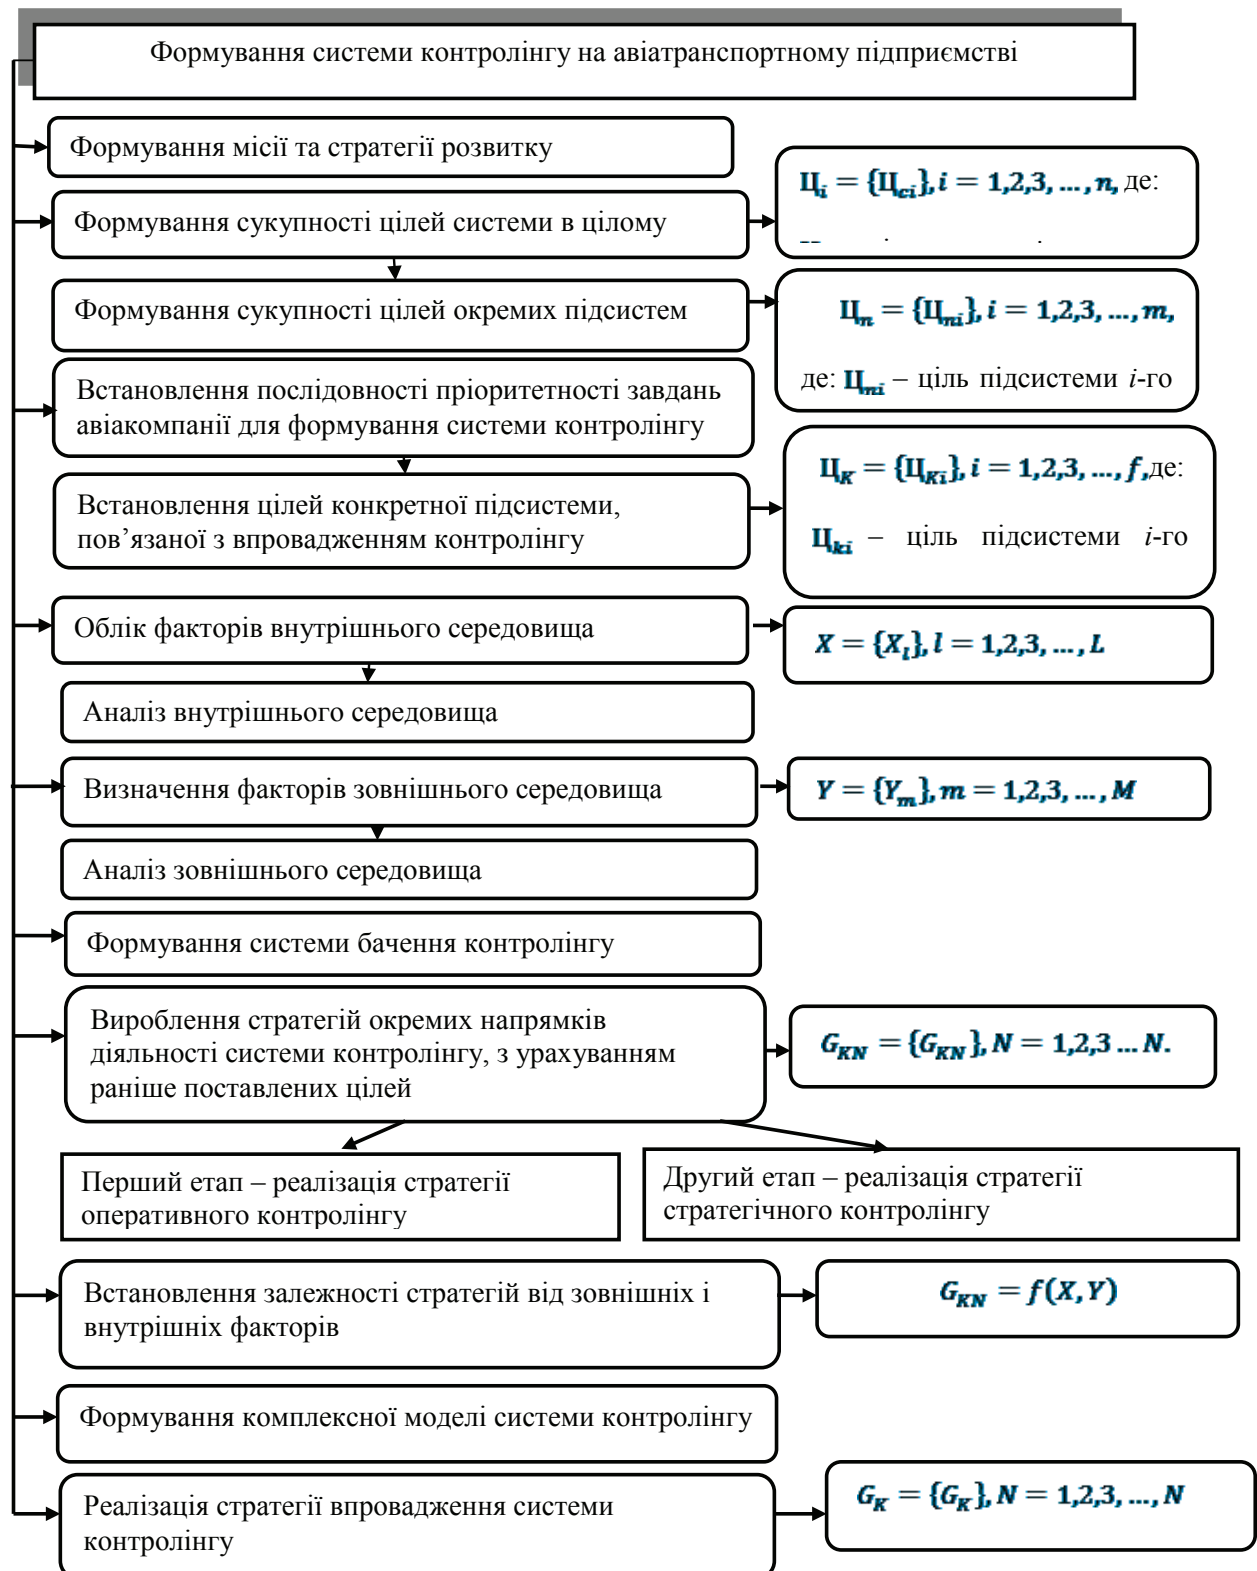 Формування системи контролінгу на авіатранспортному підприємстві
Формування місії та стратегії розвитку
Формування сукупності цілей системи в цілому
Ц_i = {Ц_ci}, i = 1,2,3, ..., n, де:
Формування сукупності цілей окремих підсистем
Ц_n = {Ц_ni}, i = 1,2,3, ..., m,
де: Ц_ni – ціль підсистеми i-го
Встановлення послідовності пріоритетності завдань
авіакомпанії для формування системи контролінгу
Встановлення цілей конкретної підсистеми,
пов’язаної з впровадженням контролінгу
Ц_K = {Ц_Ki}, i = 1,2,3, ..., f, де:
Ц_ki – ціль підсистеми i-го
Облік факторів внутрішнього середовища
X = {X_l}, l = 1,2,3, ..., L
Аналіз внутрішнього середовища
Визначення факторів зовнішнього середовища
Y = {Y_m}, m = 1,2,3, ..., M
Аналіз зовнішнього середовища
Формування системи бачення контролінгу
Вироблення стратегій окремих напрямків
діяльності системи контролінгу, з урахуванням
раніше поставлених цілей
G_KN = {G_KN}, N = 1,2,3 ... N.
Перший етап – реалізація стратегії
оперативного контролінгу
Другий етап – реалізація стратегії
стратегічного контролінгу
Встановлення залежності стратегій від зовнішніх і
внутрішніх факторів
G_KN = f(X, Y)
Формування комплексної моделі системи контролінгу
Реалізація стратегії впровадження системи
контролінгу
G_K = {G_K}, N = 1,2,3, ..., N